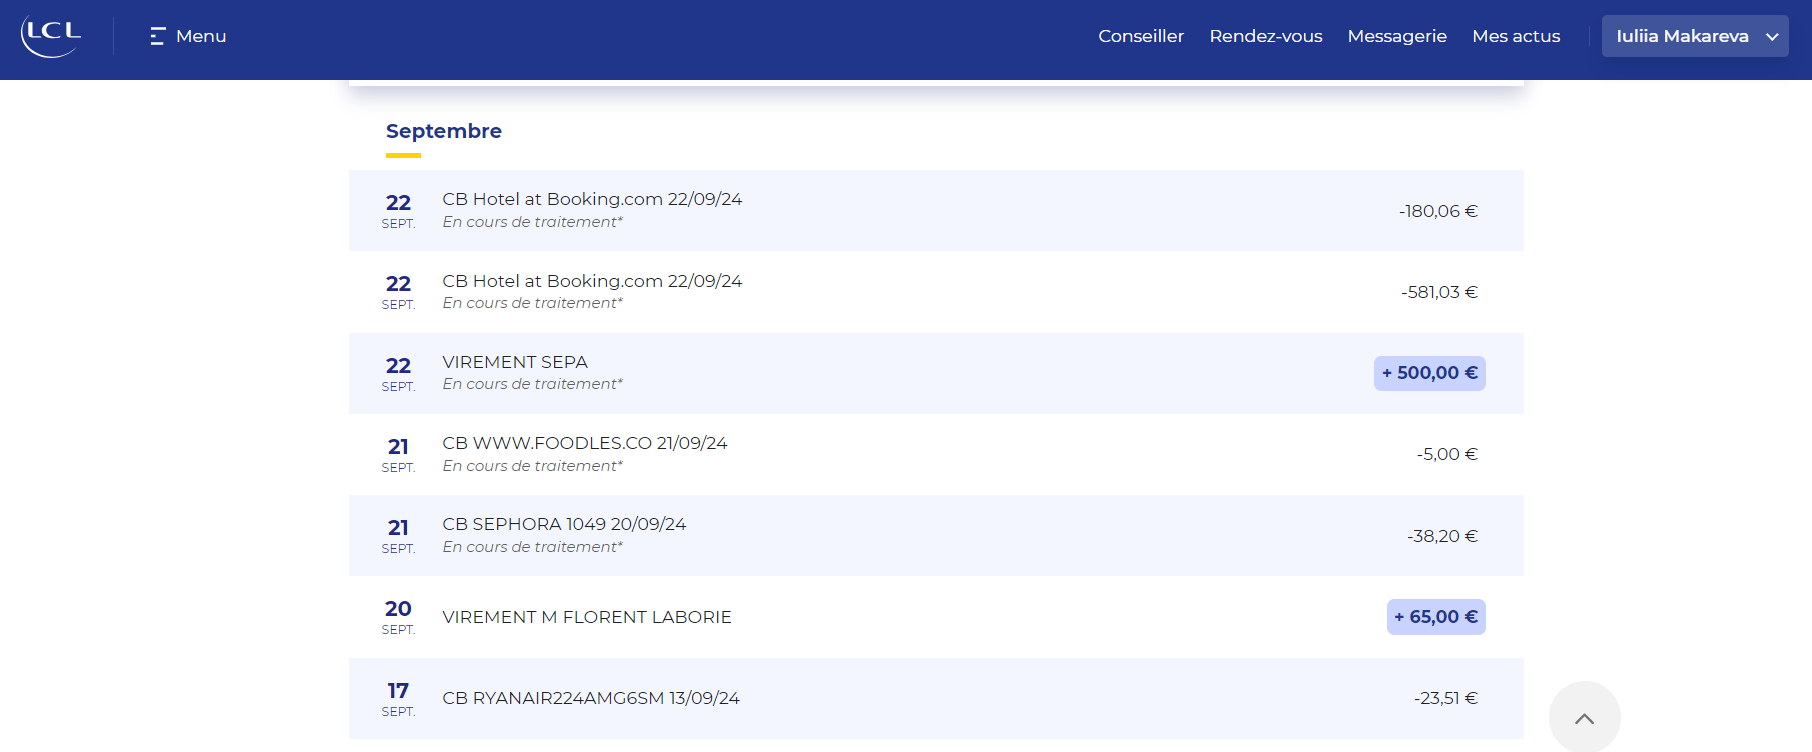 LCL
Menu
Conseiller
Rendez-vous
Messagerie
Mes actus
Iuliia Makareva
Septembre
22
SEPT.
CB Hotel at Booking.com 22/09/24
En cours de traitement*
-180,06 €
22
SEPT.
CB Hotel at Booking.com 22/09/24
En cours de traitement*
-581,03 €
22
SEPT.
VIREMENT SEPA
En cours de traitement*
+ 500,00 €
21
SEPT.
CB WWW.FOODLES.CO 21/09/24
En cours de traitement*
-5,00 €
21
SEPT.
CB SEPHORA 1049 20/09/24
En cours de traitement*
-38,20 €
20
SEPT.
VIREMENT M FLORENT LABORIE
+ 65,00 €
17
SEPT.
CB RYANAIR224AMG6SM 13/09/24
-23,51 €